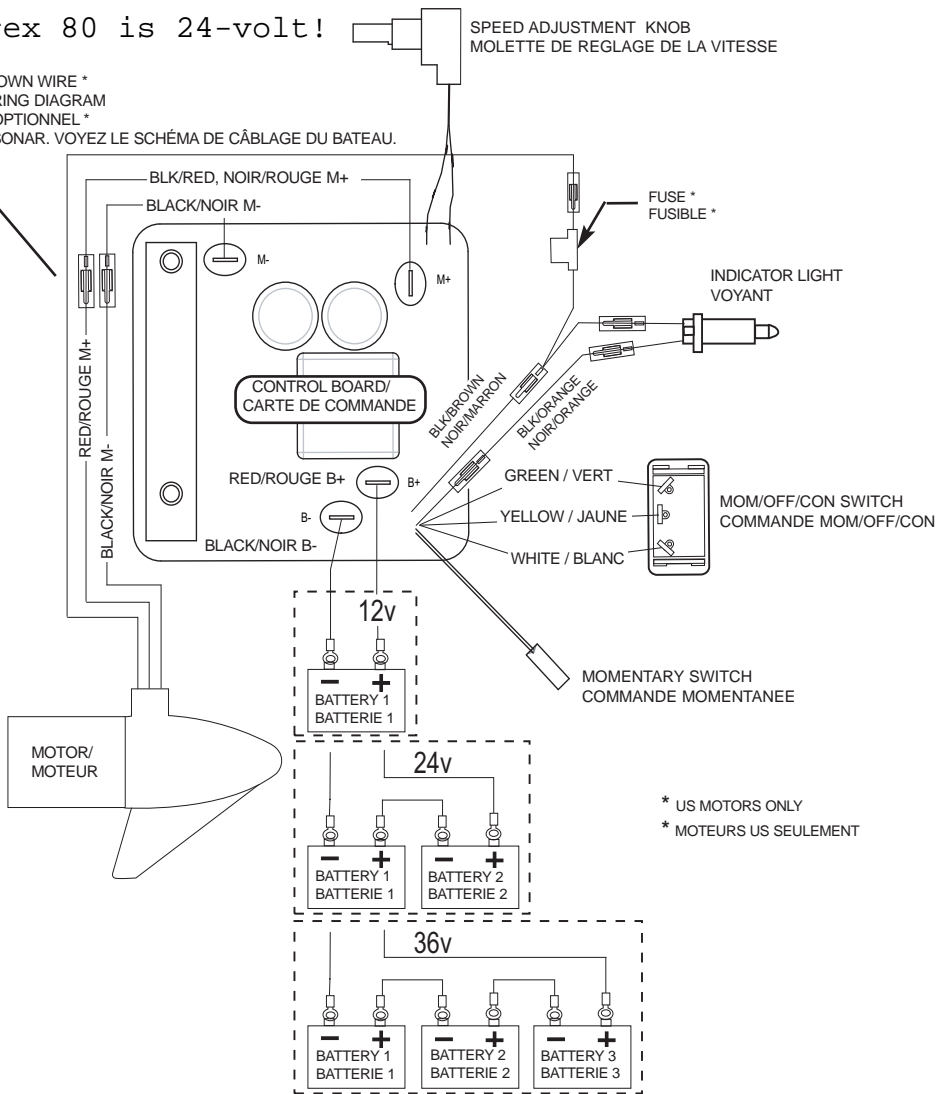 rex 80 is 24-volt!
SPEED ADJUSTMENT KNOB
MOLETTE DE REGLAGE DE LA VITESSE
OWN WIRE *
RING DIAGRAM
OPTIONNEL *
SONAR. VOYEZ LE SCHÉMA DE CÂBLAGE DU BATEAU.
BLK/RED, NOIR/ROUGE M+
BLACK/NOIR M-
FUSE *
FUSIBLE *
M-
M+
INDICATOR LIGHT
VOYANT
RED/ROUGE M+
BLACK/NOIR M-
CONTROL BOARD/
CARTE DE COMMANDE
BLK/BROWN
NOIR/MARRON
BLK/ORANGE
NOIR/ORANGE
RED/ROUGE B+
B+
B-
BLACK/NOIR B-
GREEN / VERT
YELLOW / JAUNE
WHITE / BLANC
MOM/OFF/CON SWITCH
COMMANDE MOM/OFF/CON
12v
BATTERY 1
BATTERIE 1
MOMENTARY SWITCH
COMMANDE MOMENTANEE
MOTOR/
MOTEUR
24v
BATTERY 1
BATTERIE 1
BATTERY 2
BATTERIE 2
* US MOTORS ONLY
* MOTEURS US SEULEMENT
36v
BATTERY 1
BATTERIE 1
BATTERY 2
BATTERIE 2
BATTERY 3
BATTERIE 3